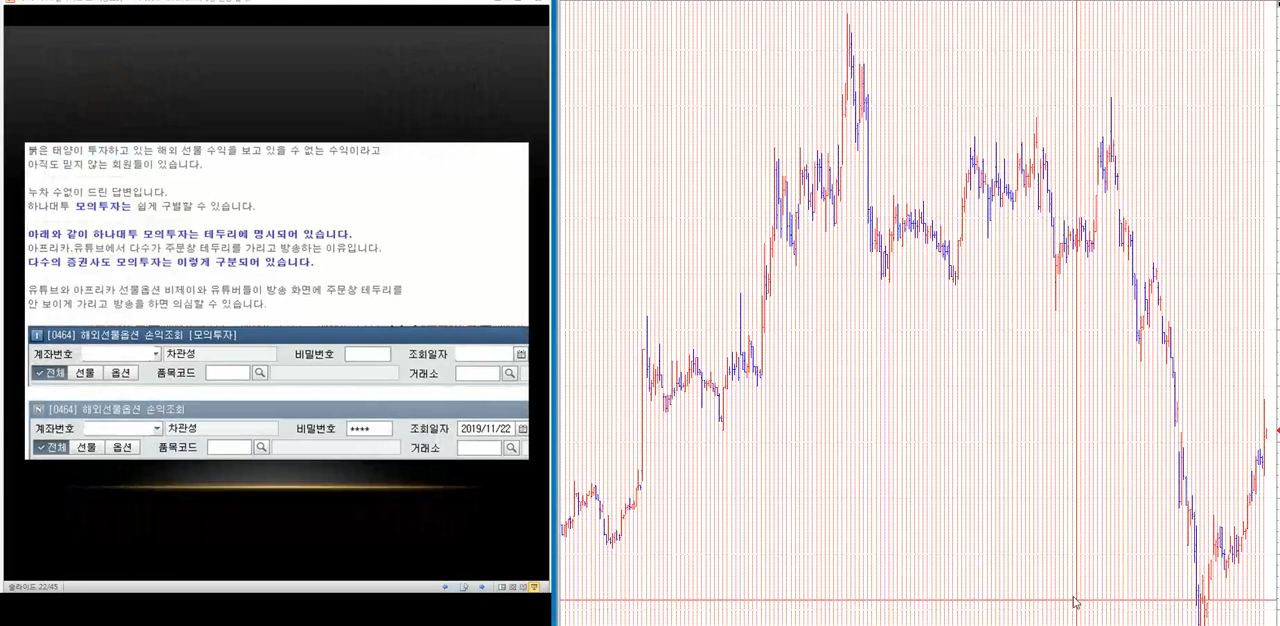 붉은 태양이 투자하고 있는 해외 선물 수익을 보고 있을 수 없는 수익이라고
아직도 믿지 않는 회원들이 있습니다.
누차 수없이 드린 답변입니다.
하나대투 모의투자는 쉽게 구별할 수 있습니다.
아래와 같이 하나대투 모의투자는 테두리에 명시되어 있습니다.
아프리카,유튜브에서 다수가 주문창 테두리를 가리고 방송하는 이유입니다.
다수의 증권사도 모의투자는 이렇게 구분되어 있습니다.
유튜브와 아프리카 선물옵션 비제이와 유튜버들이 방송 화면에 주문창 테두리를
안 보이게 가리고 방송을 하면 의심할 수 있습니다.
[0464] 해외선물옵션 손익조회 [모의투자]
계좌번호 차관성 비밀번호 조회일자
전체 선물 옵션 품목코드 거래소
[0464] 해외선물옵션 손익조회
계좌번호 차관성 비밀번호 **** 조회일자 2019/11/22
전체 선물 옵션 품목코드 거래소
슬라이드 22/45